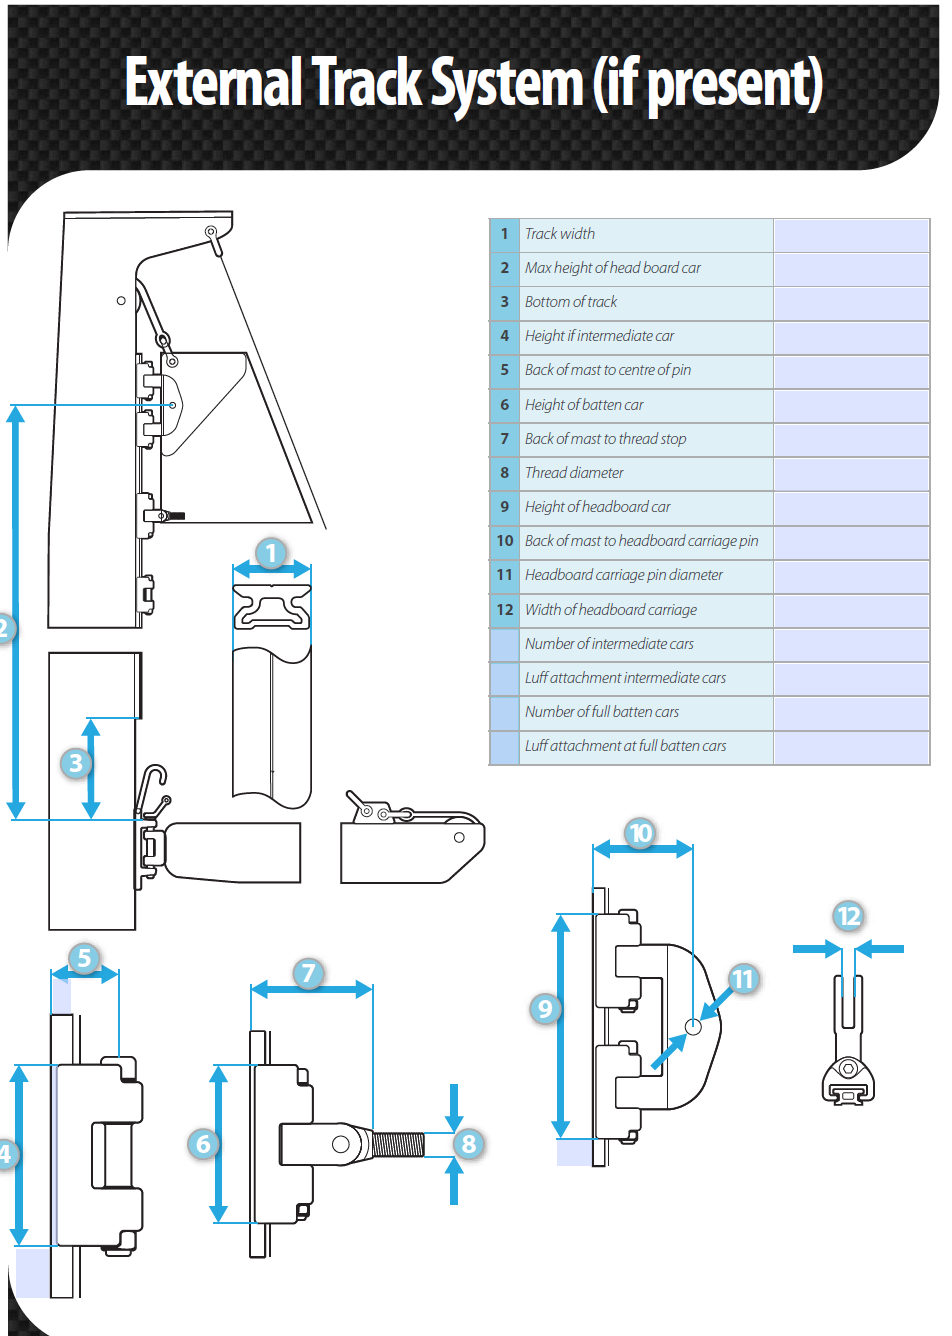 External Track System (if present)
1 Track width
2 Max height of head board car
3 Bottom of track
4 Height if intermediate car
5 Back of mast to centre of pin
6 Height of batten car
7 Back of mast to thread stop
8 Thread diameter
9 Height of headboard car
10 Back of mast to headboard carriage pin
11 Headboard carriage pin diameter
12 Width of headboard carriage
Number of intermediate cars
Luff attachment intermediate cars
Number of full batten cars
Luff attachment at full batten cars
1
2
3
10
12
5
7
11
9
4
6
8